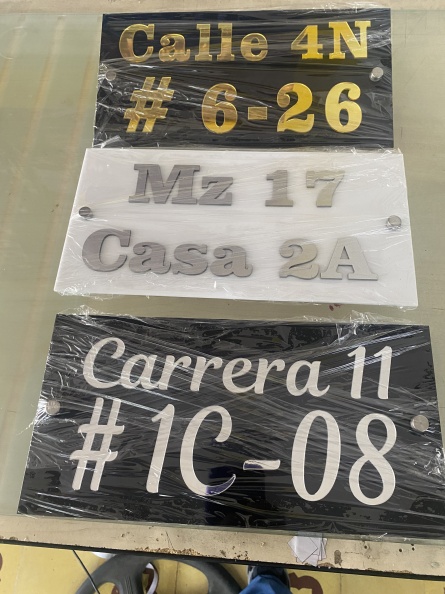 Calle 4N
# 6-26
Mz 17
Casa 2A
Carrera 11
# 1C-08